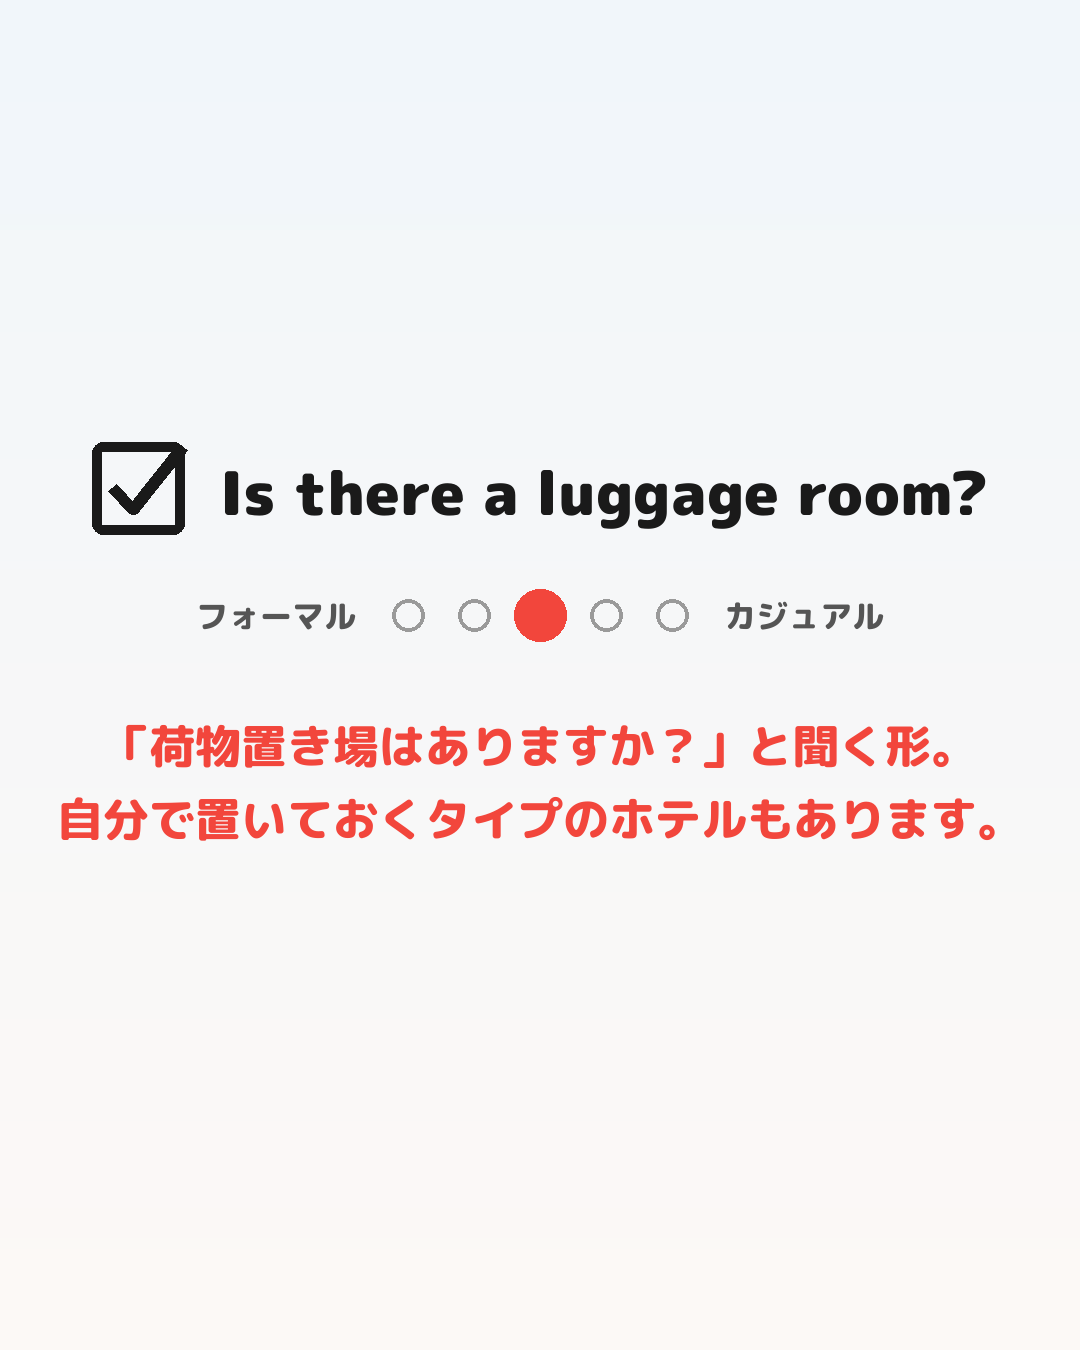 Is there a luggage room?
フォーマル カジュアル
「荷物置き場はありますか？」と聞く形。
自分で置いておくタイプのホテルもあります。